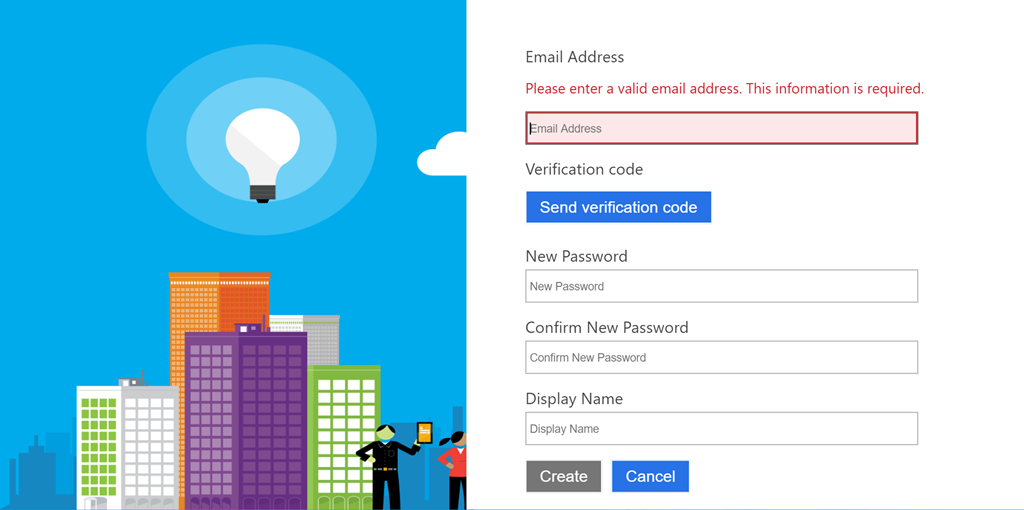 Email Address
Please enter a valid email address. This information is required.
Email Address
Verification code
Send verification code
New Password
New Password
Confirm New Password
Confirm New Password
Display Name
Display Name
Create Cancel